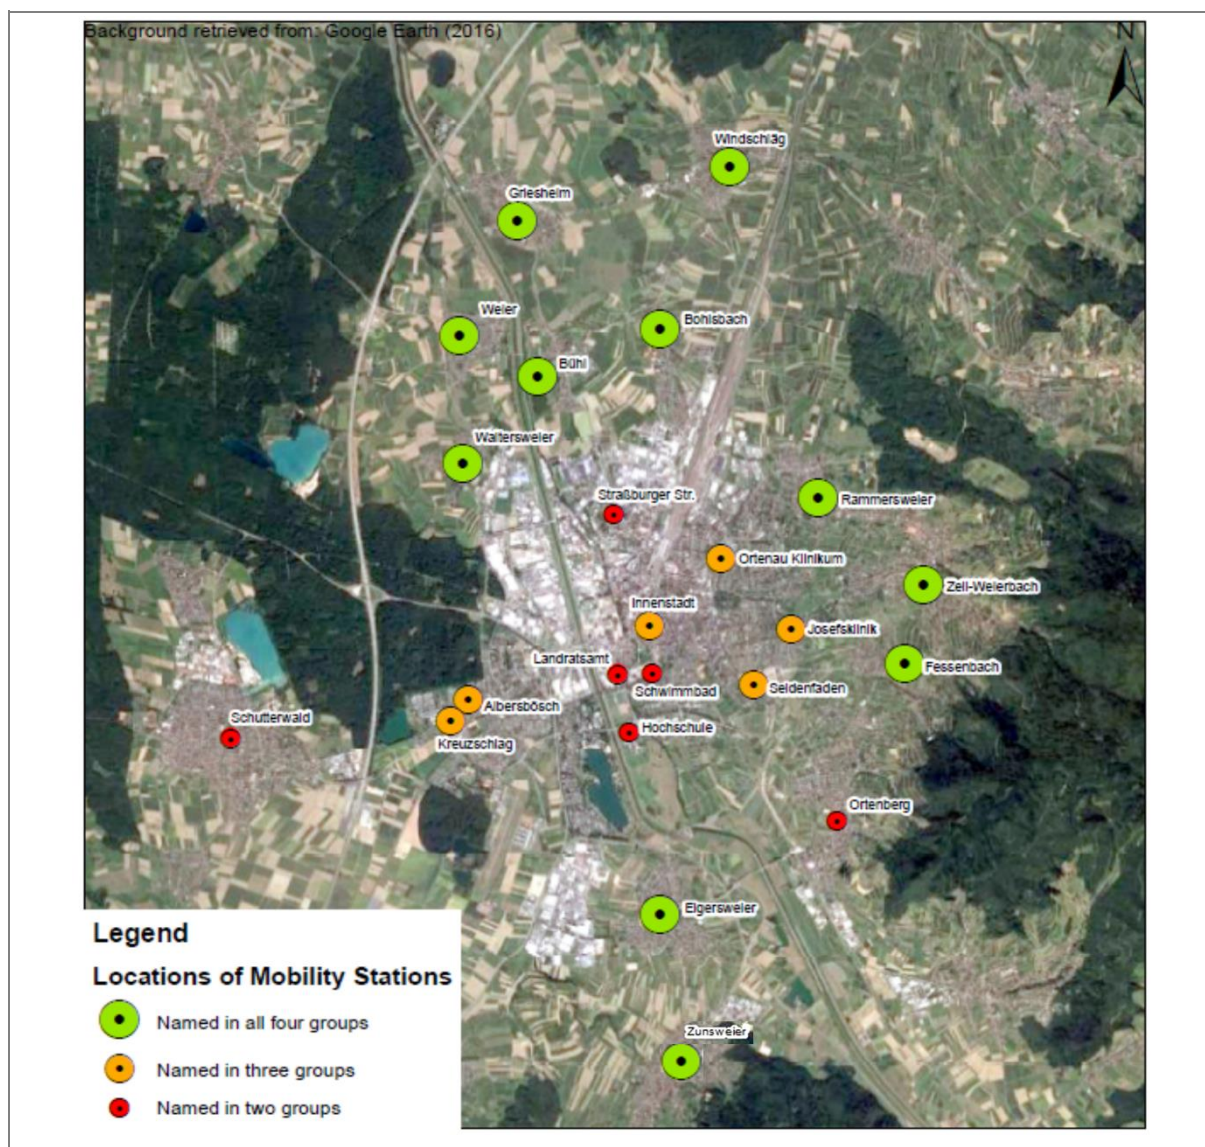 Background retrieved from: Google Earth (2016)
N
Windschläg
Griesheim
Weier
Bohlsbach
Bühl
Waltersweier
Straßburger Str.
Rammersweier
Ortenau Klinikum
Zell-Weierbach
Innenstadt
Josefsklinik
Landratsamt
Fessenbach
Schwimmbad
Seidenfaden
Albersbösch
Schutterwald
Hochschule
Kreuzschlag
Ortenberg
Elgersweier
Zunsweier
Legend
Locations of Mobility Stations
Named in all four groups
Named in three groups
Named in two groups